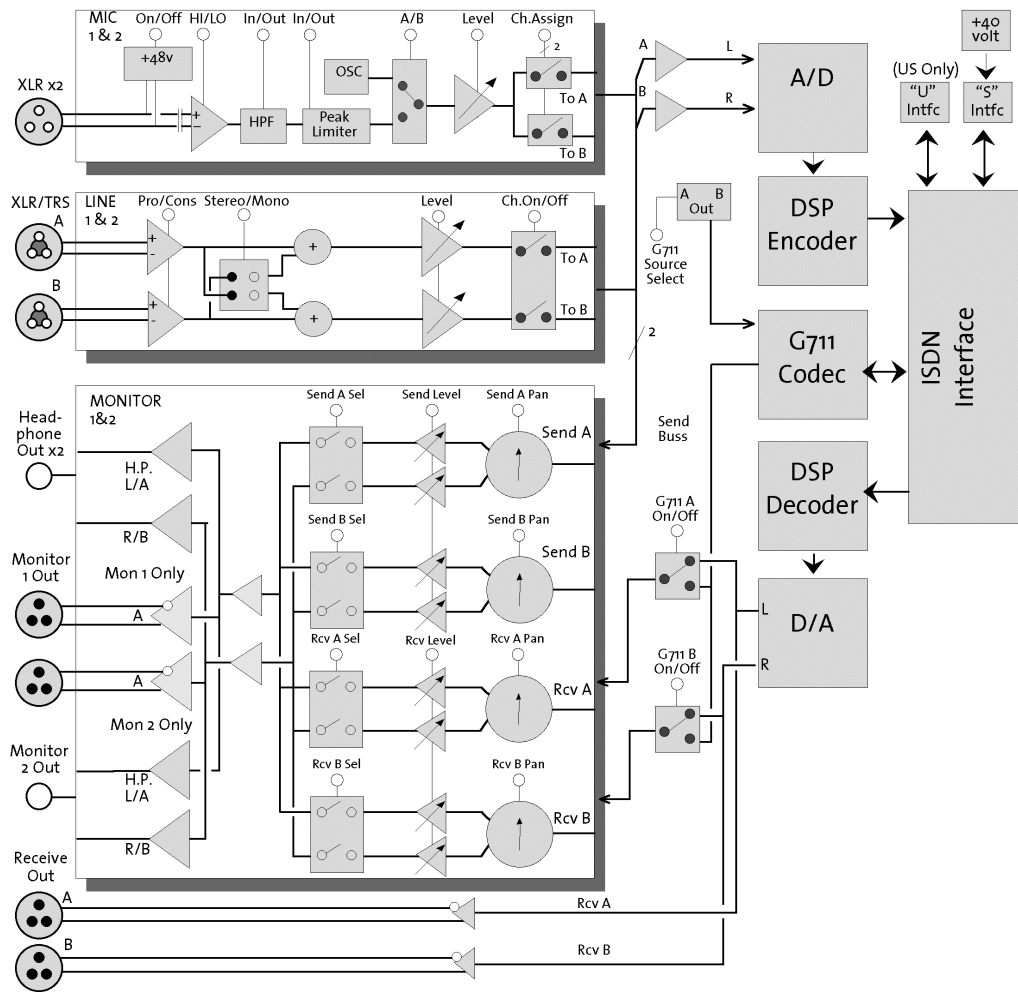 MIC
1 & 2
On/Off
HI/LO
In/Out
In/Out
A/B
Level
Ch.Assign
2
+48v
OSC
XLR x2
+
−
HPF
Peak
Limiter
To A
To B
A
B
L
R
A/D
+40
volt
(US Only)
"U"
Intfc
"S"
Intfc
XLR/TRS
A
B
LINE
1 & 2
Pro/Cons
Stereo/Mono
Level
Ch.On/Off
+
-
+
-
+
+
To A
To B
A B
Out
G711
Source
Select
2
DSP
Encoder
G711
Codec
ISDN
Interface
MONITOR
1&2
Send A Sel
Send Level
Send A Pan
Send A
Send
Buss
Head-
phone
Out x2
H.P.
L/A
R/B
DSP
Decoder
G711 A
On/Off
Send B Sel
Send B Pan
Send B
Monitor
1 Out
Mon 1 Only
A
A
Mon 2 Only
Rcv A Sel
Rcv Level
Rcv A Pan
Rcv A
L
R
D/A
G711 B
On/Off
Monitor
2 Out
H.P.
L/A
R/B
Rcv B Sel
Rcv B Pan
Rcv B
Receive
Out
A
Rcv A
B
Rcv B